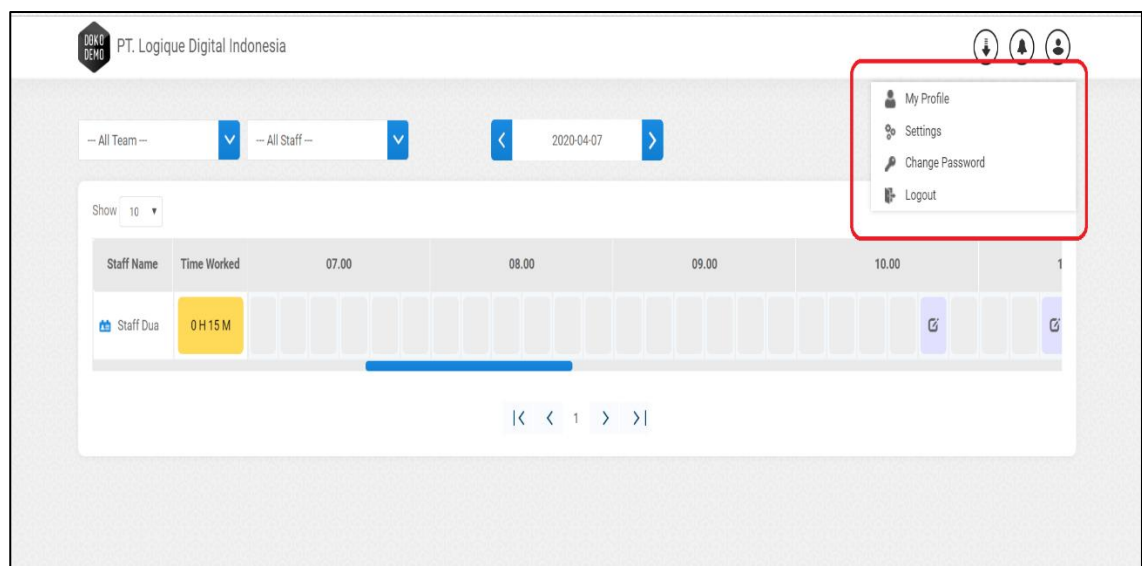 DOKO
DEMO
PT. Logique Digital Indonesia
My Profile
Settings
Change Password
Logout
--- All Team ---
--- All Staff ---
2020-04-07
Show 10
Staff Name Time Worked 07.00 08.00 09.00 10.00 1
Staff Dua 0 H 15 M
1